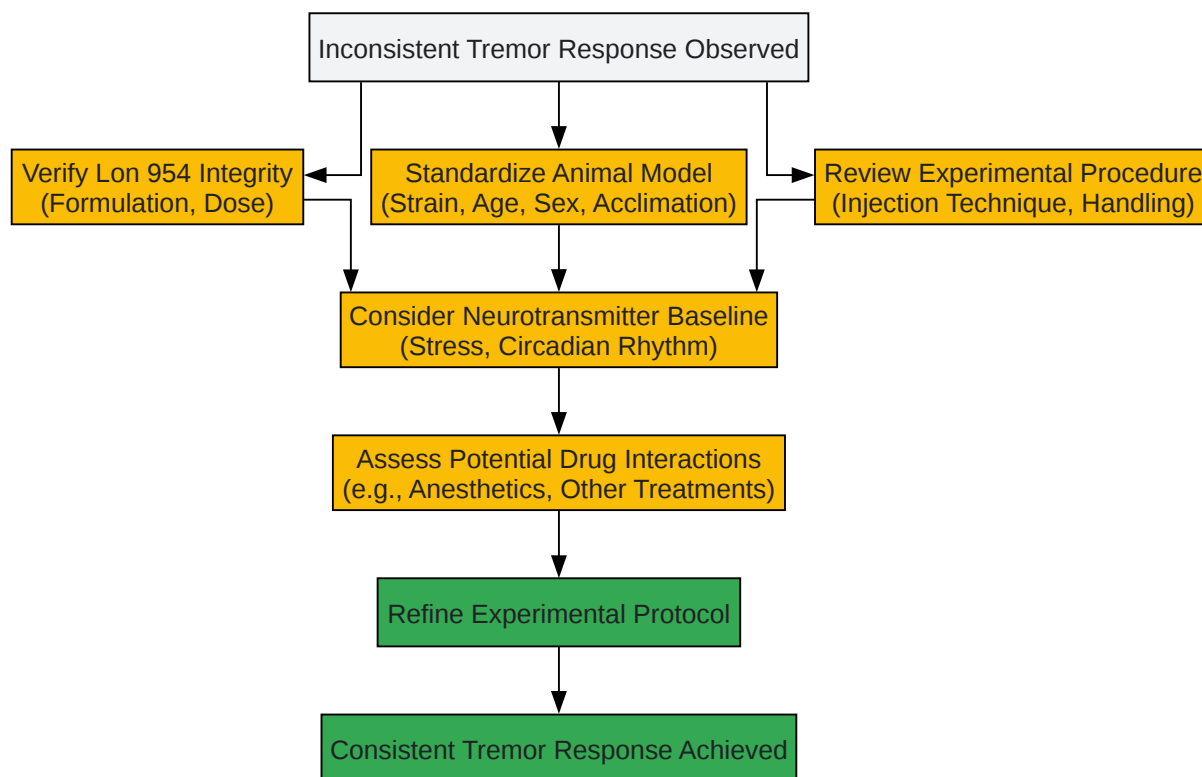 Inconsistent Tremor Response Observed
Verify Lon 954 Integrity
(Formulation, Dose)
Standardize Animal Model
(Strain, Age, Sex, Acclimation)
Review Experimental Procedure
(Injection Technique, Handling)
Consider Neurotransmitter Baseline
(Stress, Circadian Rhythm)
Assess Potential Drug Interactions
(e.g., Anesthetics, Other Treatments)
Refine Experimental Protocol
Consistent Tremor Response Achieved